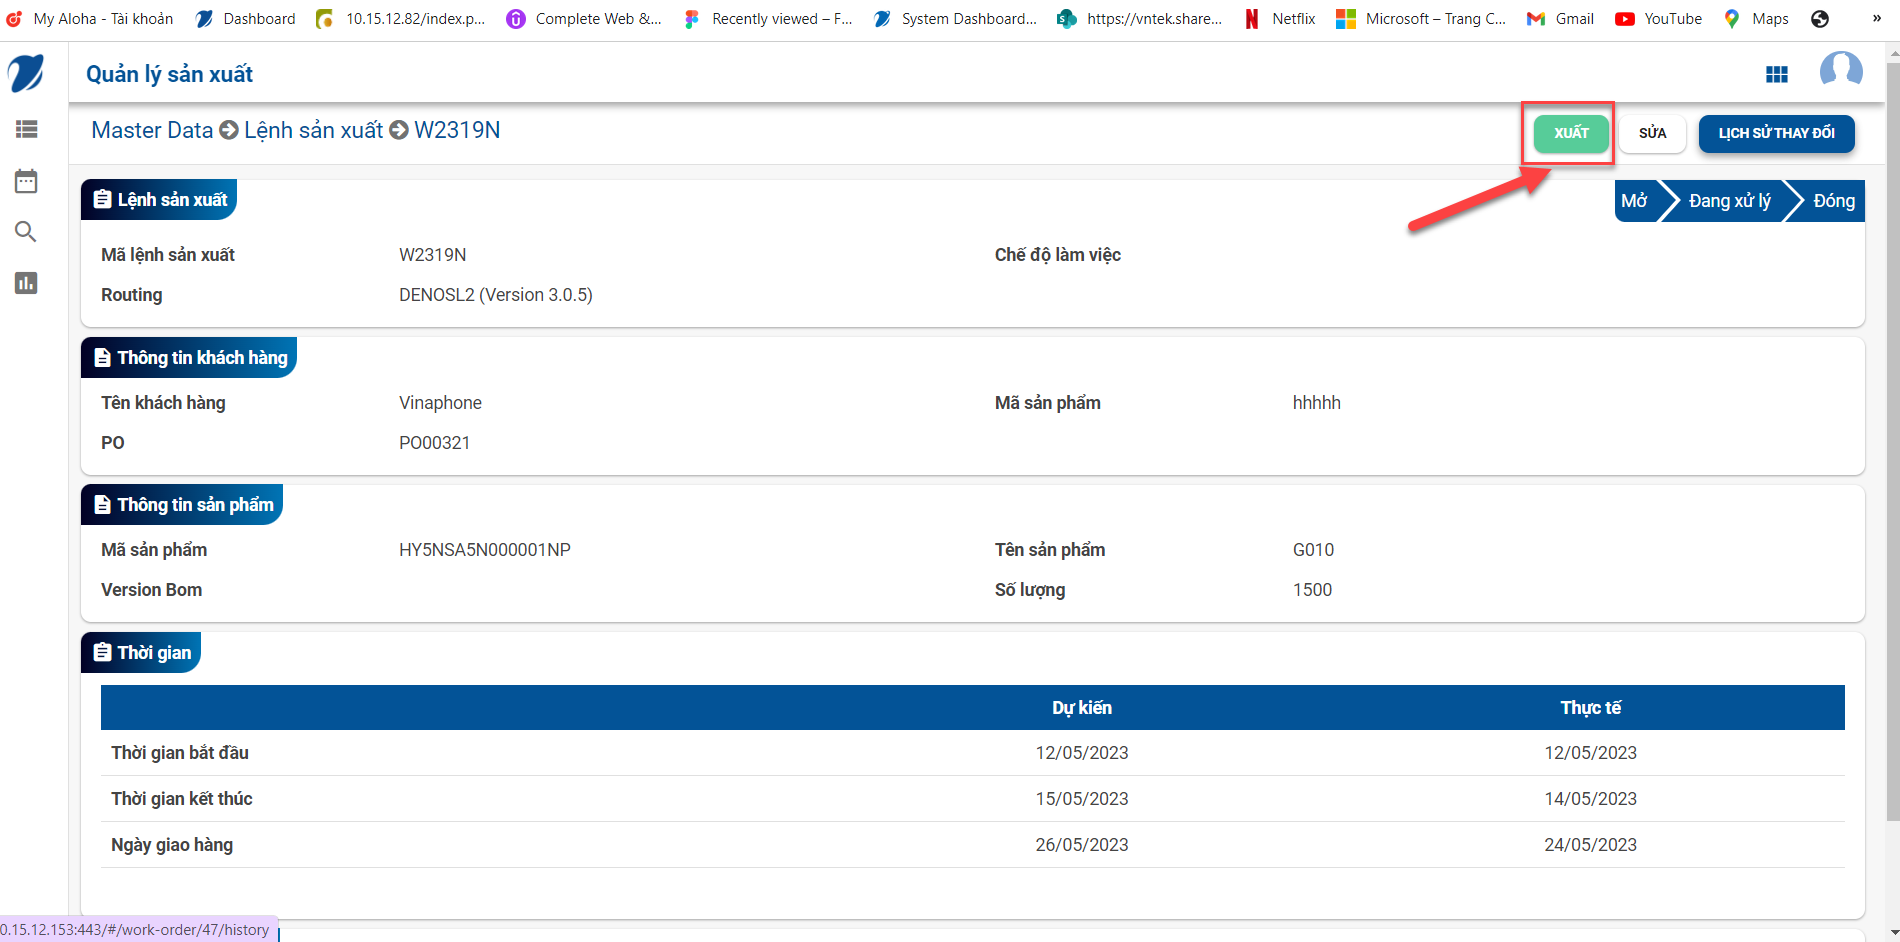 My Aloha - Tài khoản Dashboard 10.15.12.82/index.p... Complete Web &... Recently viewed – F... System Dashboard... https://vntek.share... Netflix Microsoft – Trang C... Gmail YouTube Maps »
Quản lý sản xuất
Master Data Lệnh sản xuất W2319N
XUẤT SỬA LỊCH SỬ THAY ĐỔI
Lệnh sản xuất
Mở Đang xử lý Đóng
Mã lệnh sản xuất W2319N Chế độ làm việc
Routing DENOSL2 (Version 3.0.5)
Thông tin khách hàng
Tên khách hàng Vinaphone Mã sản phẩm hhhhh
PO PO00321
Thông tin sản phẩm
Mã sản phẩm HY5NSA5N000001NP Tên sản phẩm G010
Version Bom Số lượng 1500
Thời gian
Dự kiến Thực tế
Thời gian bắt đầu 12/05/2023 12/05/2023
Thời gian kết thúc 15/05/2023 14/05/2023
Ngày giao hàng 26/05/2023 24/05/2023
0.15.12.153:443/#/work-order/47/history